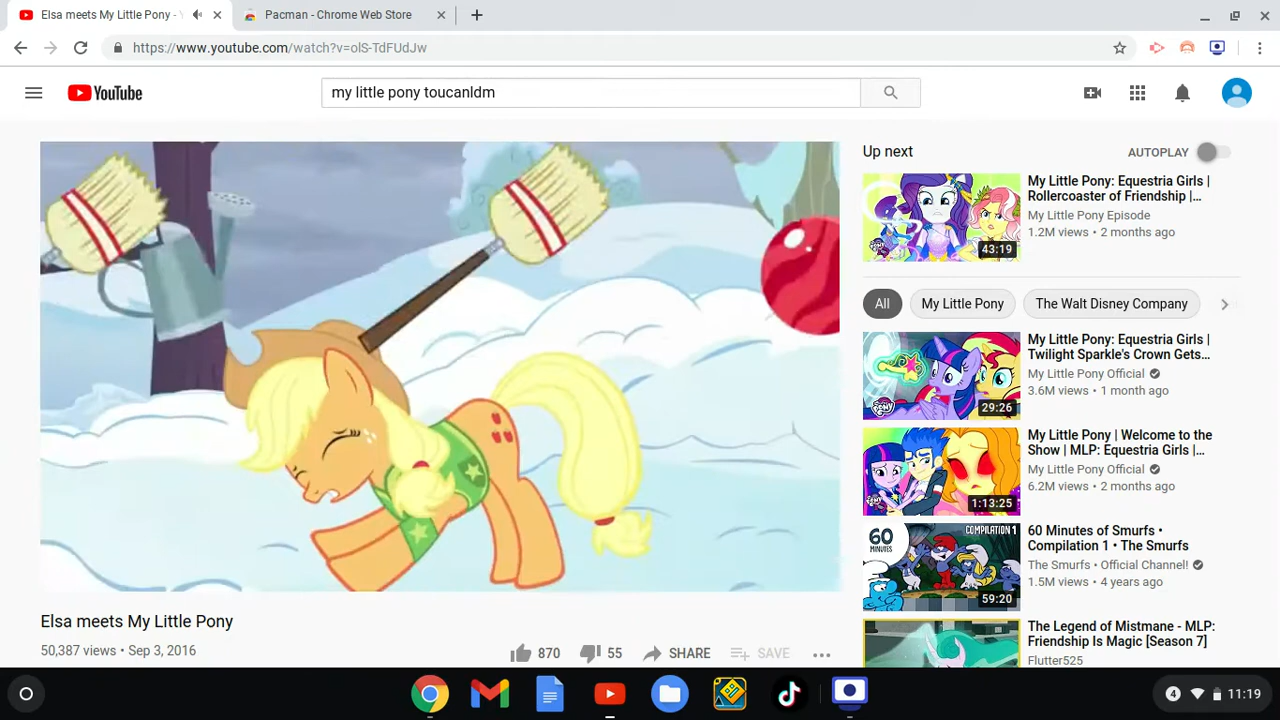 Elsa meets My Little Pony -
Pacman - Chrome Web Store
https://www.youtube.com/watch?v=olS-TdFUdJw
YouTube
my little pony toucanldm
Up next
AUTOPLAY
My Little Pony: Equestria Girls |
Rollercoaster of Friendship |...
My Little Pony Episode
1.2M views • 2 months ago
43:19
All
My Little Pony
The Walt Disney Company
My Little Pony: Equestria Girls |
Twilight Sparkle's Crown Gets...
My Little Pony Official
3.6M views • 1 month ago
29:26
My Little Pony | Welcome to the
Show | MLP: Equestria Girls |...
My Little Pony Official
6.2M views • 2 months ago
1:13:25
60
MINUTES
COMPILATION 1
60 Minutes of Smurfs •
Compilation 1 • The Smurfs
The Smurfs • Official Channel!
1.5M views • 4 years ago
59:20
The Legend of Mistmane - MLP:
Friendship Is Magic [Season 7]
Flutter525
Elsa meets My Little Pony
50,387 views • Sep 3, 2016
870
55
SHARE
SAVE
4
11:19